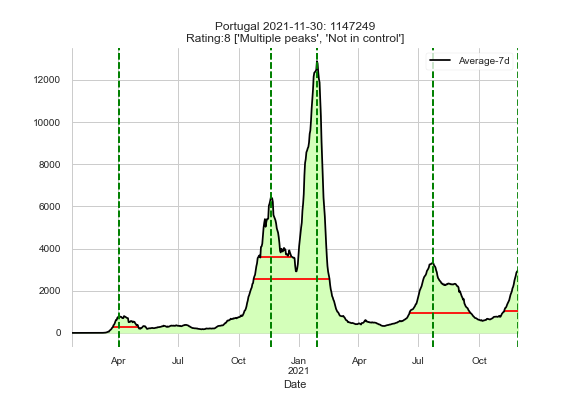 Portugal 2021-11-30: 1147249
Rating:8 ['Multiple peaks', 'Not in control']
Average-7d
12000
10000
8000
6000
4000
2000
0
Apr
Jul
Oct
Jan
2021
Apr
Jul
Oct
Date